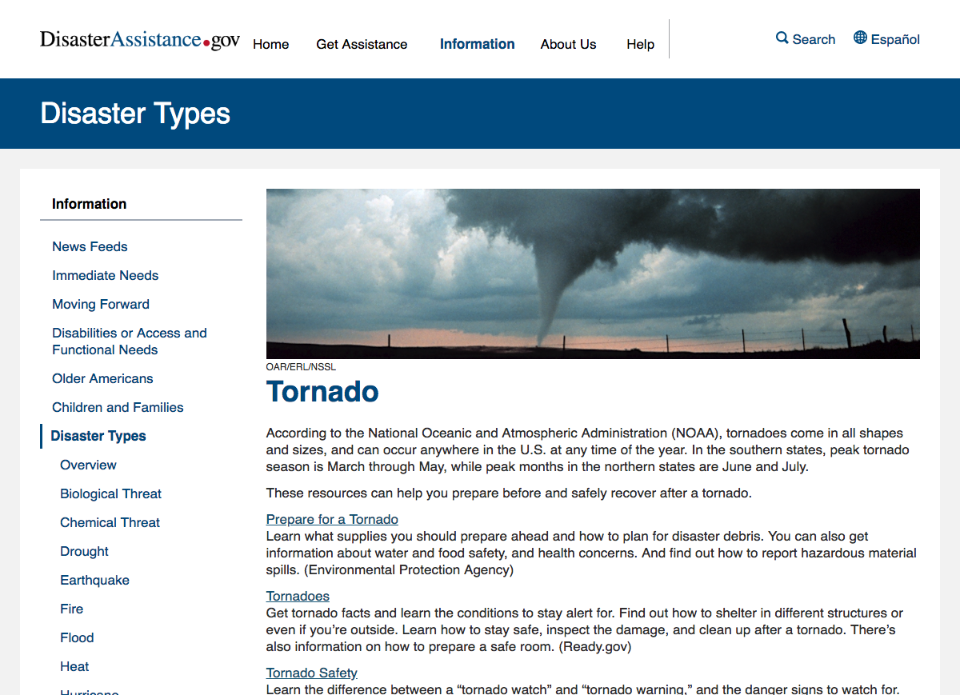 DisasterAssistance.gov
Home
Get Assistance
Information
About Us
Help
Search
Español
Disaster Types
Information
News Feeds
Immediate Needs
Moving Forward
Disabilities or Access and
Functional Needs
Older Americans
Children and Families
Disaster Types
Overview
Biological Threat
Chemical Threat
Drought
Earthquake
Fire
Flood
Heat
Hurricane
OAR/ERL/NSSL
Tornado
According to the National Oceanic and Atmospheric Administration (NOAA), tornadoes come in all shapes
and sizes, and can occur anywhere in the U.S. at any time of the year. In the southern states, peak tornado
season is March through May, while peak months in the northern states are June and July.
These resources can help you prepare before and safely recover after a tornado.
Prepare for a Tornado
Learn what supplies you should prepare ahead and how to plan for disaster debris. You can also get
information about water and food safety, and health concerns. And find out how to report hazardous material
spills. (Environmental Protection Agency)
Tornadoes
Get tornado facts and learn the conditions to stay alert for. Find out how to shelter in different structures or
even if you’re outside. Learn how to stay safe, inspect the damage, and clean up after a tornado. There’s
also information on how to prepare a safe room. (Ready.gov)
Tornado Safety
Learn the difference between a “tornado watch” and “tornado warning,” and the danger signs to watch for.